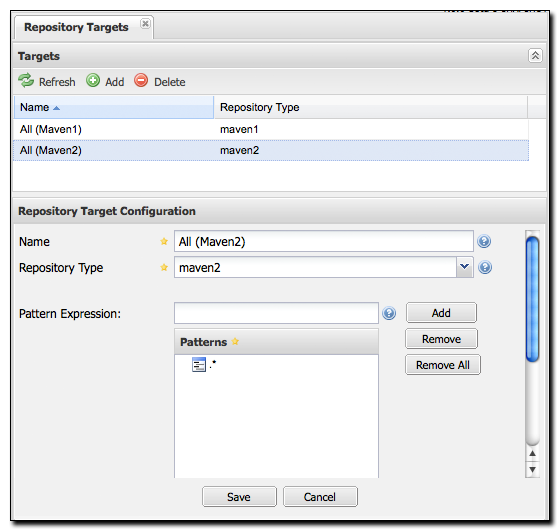 Repository Targets
Targets
Refresh Add Delete
Name Repository Type
All (Maven1) maven1
All (Maven2) maven2
Repository Target Configuration
Name All (Maven2)
Repository Type maven2
Pattern Expression: Add
Remove
Patterns
Remove All
.*
Save Cancel